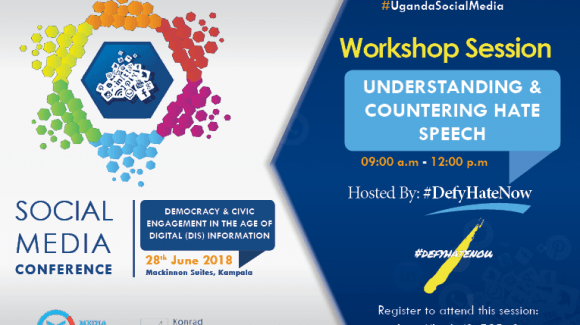 SOCIAL
MEDIA
CONFERENCE
DEMOCRACY & CIVIC
ENGAGEMENT IN THE AGE OF
DIGITAL (DIS) INFORMATION
28th June 2018
Mackinnon Suites, Kampala
MEDIA
Konrad
#UgandaSocialMedia
Workshop Session
UNDERSTANDING &
COUNTERING HATE
SPEECH
09:00 a.m - 12:00 p.m
Hosted By: #DefyHateNow
#DEFYHATENOW
Register to attend this session: